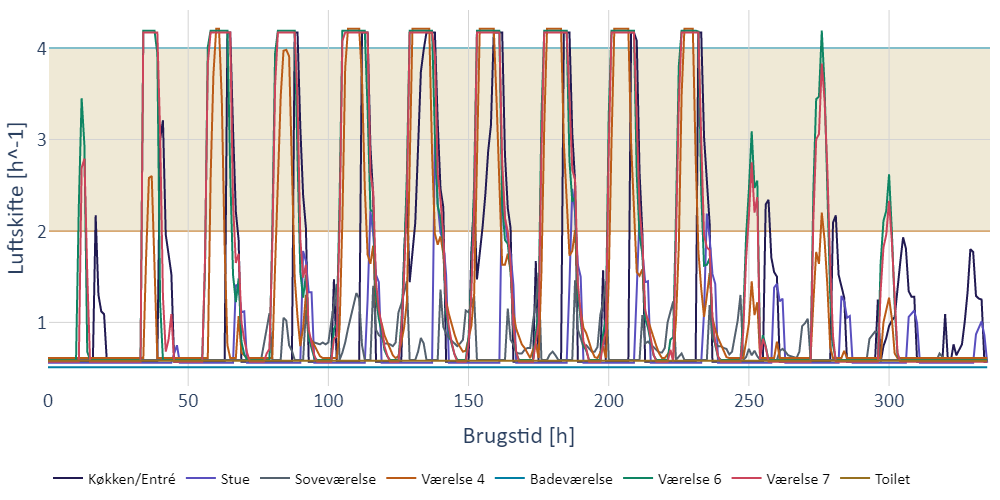 Luftskifte [h^-1]
4
3
2
1
0 50 100 150 200 250 300
Brugstid [h]
Køkken/Entré Stue Soveværelse Værelse 4 Badeværelse Værelse 6 Værelse 7 Toilet